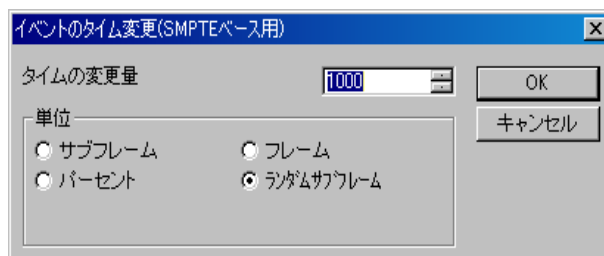 イベントのタイム変更(SMPTEベース用)
タイムの変更量 1000 OK
単位 キャンセル
サブフレーム フレーム
パーセント ﾗﾝﾀﾞﾑｻﾌﾞﾌﾚｰﾑ